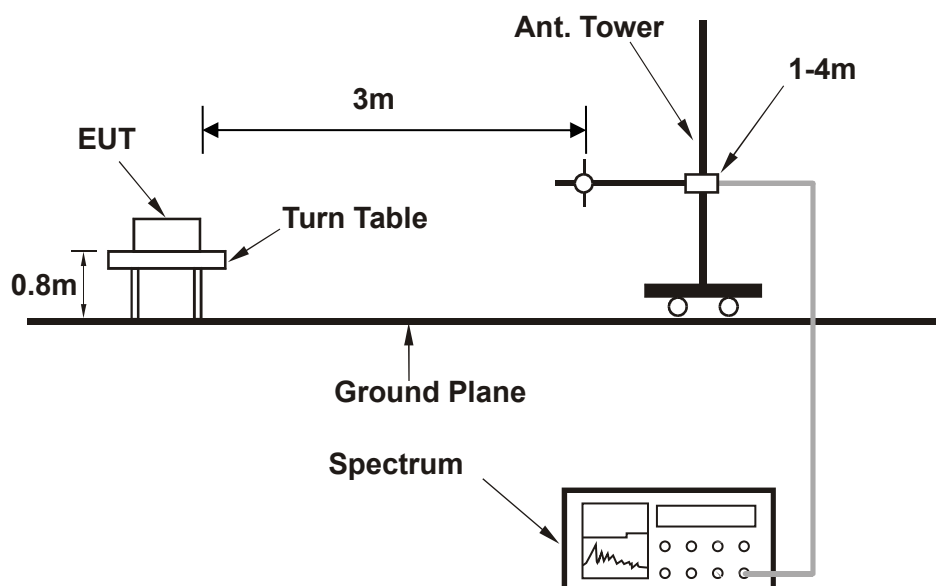 Ant. Tower
1-4m
3m
EUT
Turn Table
0.8m
Ground Plane
Spectrum